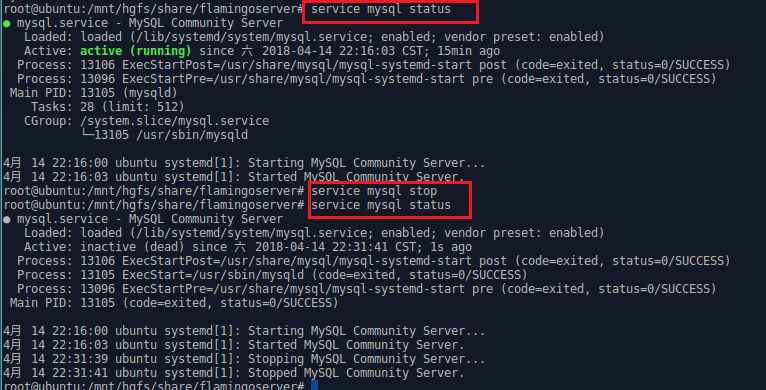 root@ubuntu:/mnt/hgfs/share/flamingoserver# service mysql status
● mysql.service - MySQL Community Server
Loaded: loaded (/lib/systemd/system/mysql.service; enabled; vendor preset: enabled)
Active: active (running) since 六 2018-04-14 22:16:03 CST; 15min ago
Process: 13106 ExecStartPost=/usr/share/mysql/mysql-systemd-start post (code=exited, status=0/SUCCESS)
Process: 13096 ExecStartPre=/usr/share/mysql/mysql-systemd-start pre (code=exited, status=0/SUCCESS)
Main PID: 13105 (mysqld)
Tasks: 28 (limit: 512)
CGroup: /system.slice/mysql.service
└─13105 /usr/sbin/mysqld
4月 14 22:16:00 ubuntu systemd[1]: Starting MySQL Community Server...
4月 14 22:16:03 ubuntu systemd[1]: Started MySQL Community Server.
root@ubuntu:/mnt/hgfs/share/flamingoserver# service mysql stop
root@ubuntu:/mnt/hgfs/share/flamingoserver# service mysql status
● mysql.service - MySQL Community Server
Loaded: loaded (/lib/systemd/system/mysql.service; enabled; vendor preset: enabled)
Active: inactive (dead) since 六 2018-04-14 22:31:41 CST; 1s ago
Process: 13106 ExecStartPost=/usr/share/mysql/mysql-systemd-start post (code=exited, status=0/SUCCESS)
Process: 13105 ExecStart=/usr/sbin/mysqld (code=exited, status=0/SUCCESS)
Process: 13096 ExecStartPre=/usr/share/mysql/mysql-systemd-start pre (code=exited, status=0/SUCCESS)
Main PID: 13105 (code=exited, status=0/SUCCESS)
4月 14 22:16:00 ubuntu systemd[1]: Starting MySQL Community Server...
4月 14 22:16:03 ubuntu systemd[1]: Started MySQL Community Server.
4月 14 22:31:39 ubuntu systemd[1]: Stopping MySQL Community Server...
4月 14 22:31:41 ubuntu systemd[1]: Stopped MySQL Community Server.
root@ubuntu:/mnt/hgfs/share/flamingoserver#